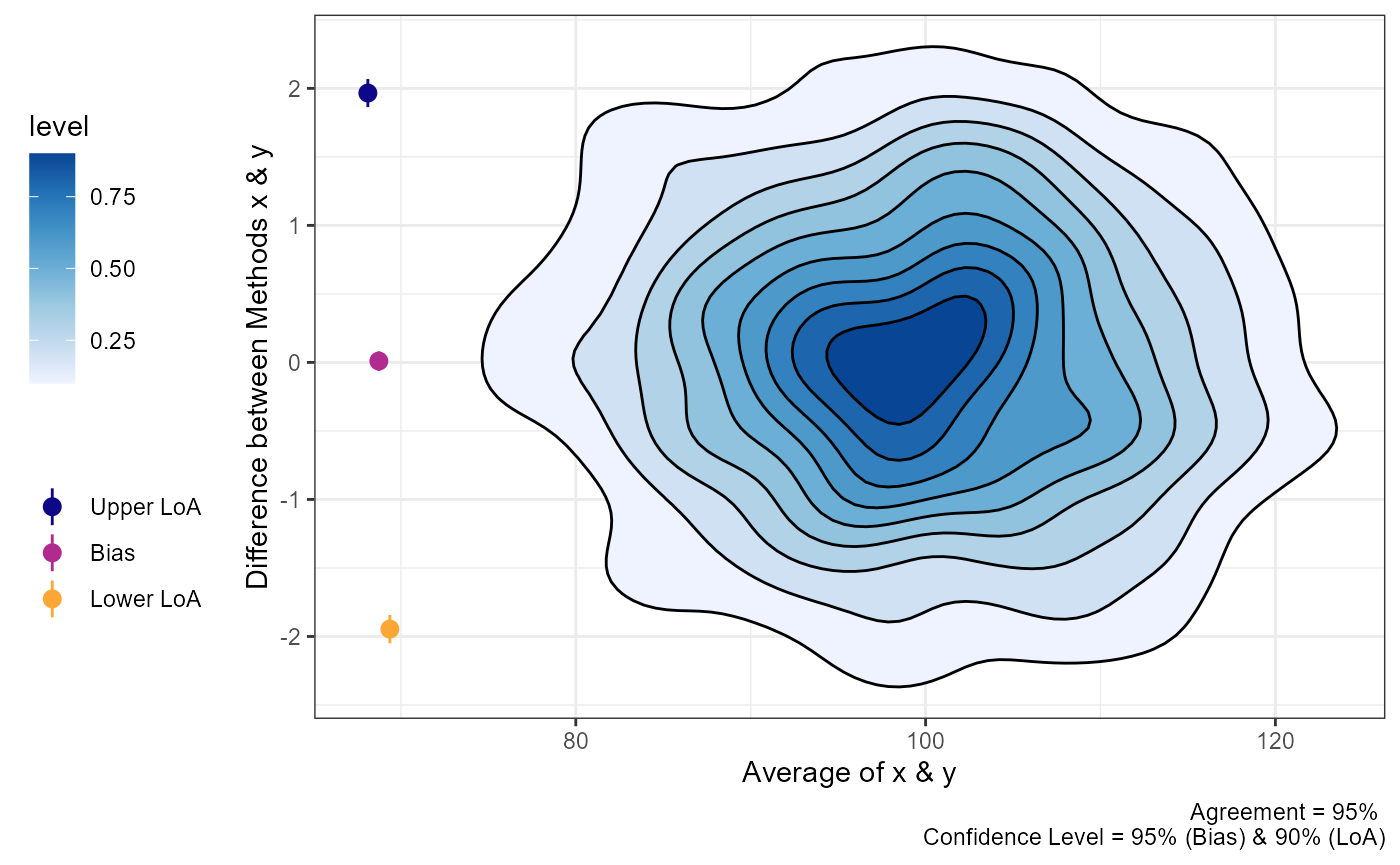 level
0.75
0.50
0.25
Upper LoA
Bias
Lower LoA
Difference between Methods x & y
2
1
0
-1
-2
80
100
120
Average of x & y
Agreement = 95%
Confidence Level = 95% (Bias) & 90% (LoA)